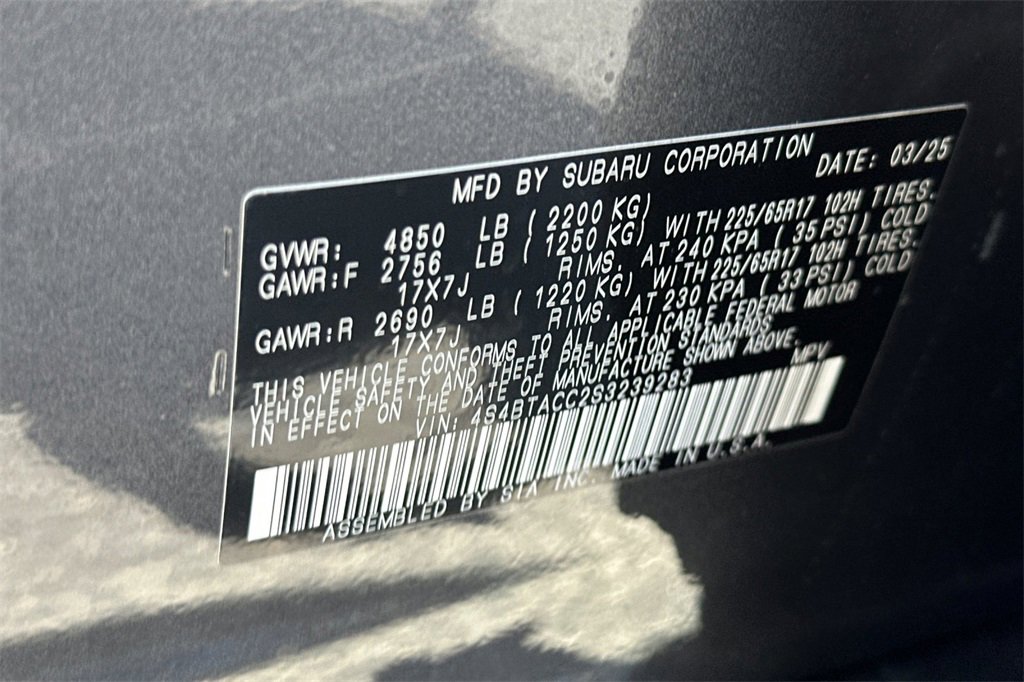 MFD BY SUBARU CORPORATION DATE: 03/25
GVWR: 4850 LB ( 2200 KG)
GAWR:F 2756 LB ( 1250 KG) WITH 225/65R17 102H TIRES.
17X7J RIMS. AT 240 KPA ( 35 PSI) COLD
GAWR:R 2690 LB ( 1220 KG) WITH 225/65R17 102H TIRES.
17X7J RIMS. AT 230 KPA ( 33 PSI) COLD
THIS VEHICLE CONFORMS TO ALL APPLICABLE FEDERAL MOTOR
VEHICLE SAFETY AND THEFT PREVENTION STANDARDS
IN EFFECT ON THE DATE OF MANUFACTURE SHOWN ABOVE.
VIN: 4S4BTACC2S3239283 MPV
ASSEMBLED BY SIA INC. MADE IN U.S.A.